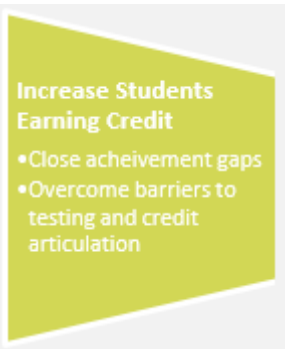 Increase Students
Earning Credit
•Close acheivement gaps
•Overcome barriers to
testing and credit
articulation